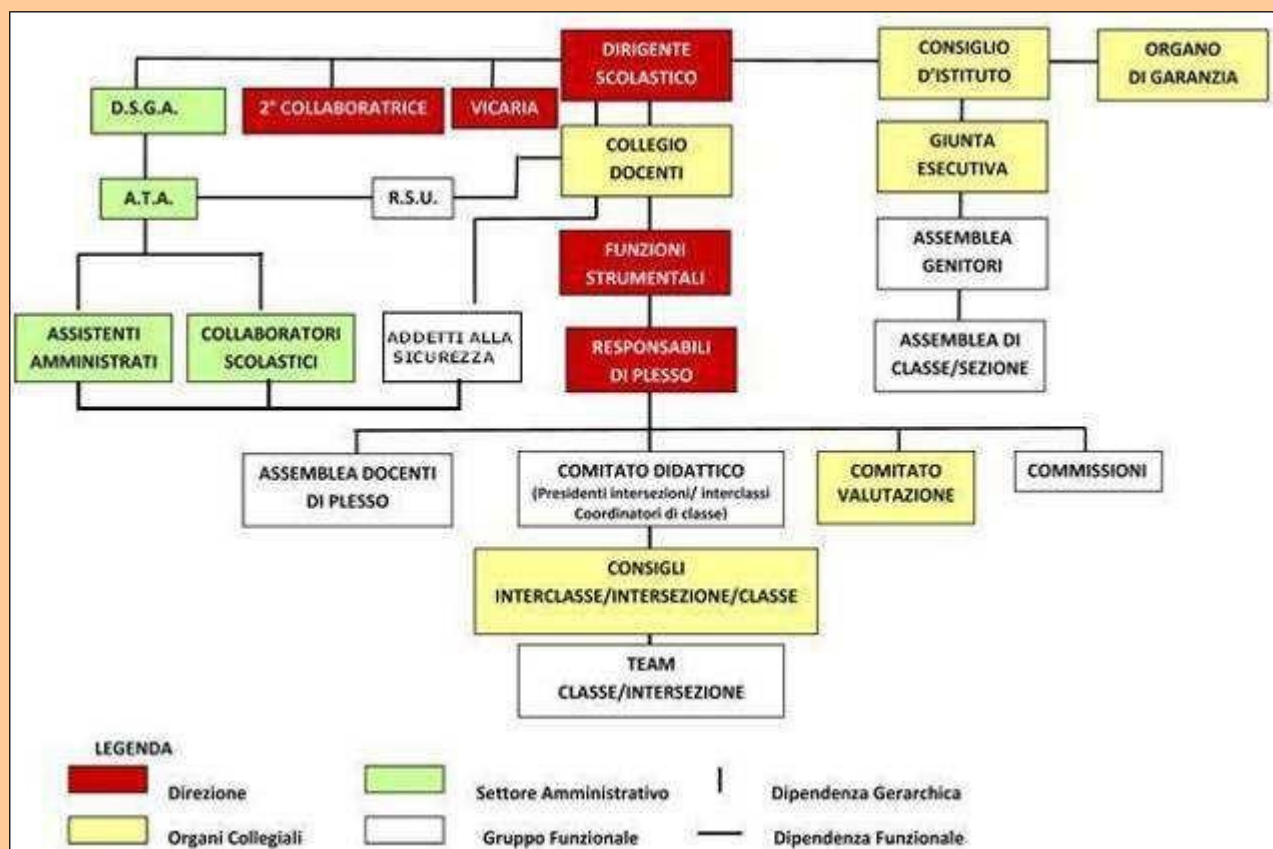 DIRIGENTE
SCOLASTICO
CONSIGLIO
D'ISTITUTO
ORGANO
DI GARANZIA
D.S.G.A.
2° COLLABORATRICE
VICARIA
COLLEGIO
DOCENTI
GIUNTA
ESECUTIVA
A.T.A.
R.S.U.
FUNZIONI
STRUMENTALI
ASSEMBLEA
GENITORI
ASSISTENTI
AMMINISTRATI
COLLABORATORI
SCOLASTICI
ADDETTI ALLA
SICUREZZA
RESPONSABILI
DI PLESSO
ASSEMBLEA DI
CLASSE/SEZIONE
ASSEMBLEA DOCENTI
DI PLESSO
COMITATO DIDATTICO
(Presidenti intersezioni/ interclassi
Coordinatori di classe)
COMITATO
VALUTAZIONE
COMMISSIONI
CONSIGLI
INTERCLASSE/INTERSEZIONE/CLASSE
TEAM
CLASSE/INTERSEZIONE
LEGENDA
Direzione
Settore Amministrativo
Dipendenza Gerarchica
Organi Collegiali
Gruppo Funzionale
Dipendenza Funzionale